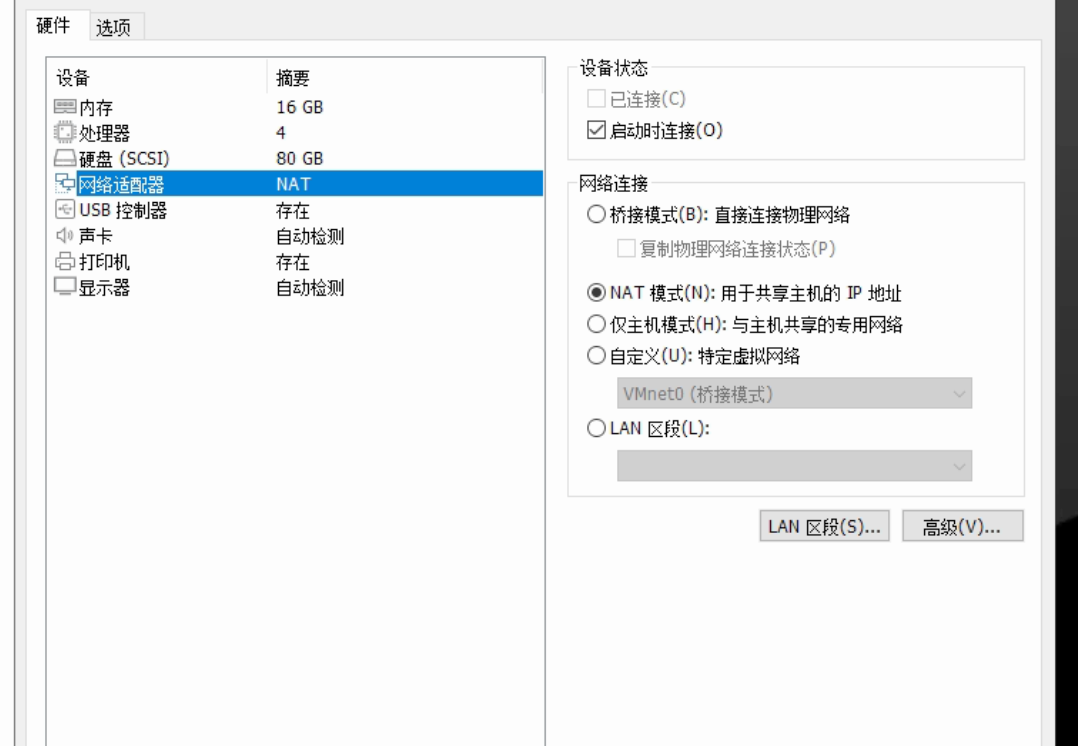 硬件 选项
设备 摘要
内存 16 GB
处理器 4
硬盘 (SCSI) 80 GB
网络适配器 NAT
USB 控制器 存在
声卡 自动检测
打印机 存在
显示器 自动检测
设备状态
已连接(C)
启动时连接(O)
网络连接
桥接模式(B): 直接连接物理网络
复制物理网络连接状态(P)
NAT 模式(N): 用于共享主机的 IP 地址
仅主机模式(H): 与主机共享的专用网络
自定义(U): 特定虚拟网络
VMnet0 (桥接模式)
LAN 区段(L):
LAN 区段(S)... 高级(V)...